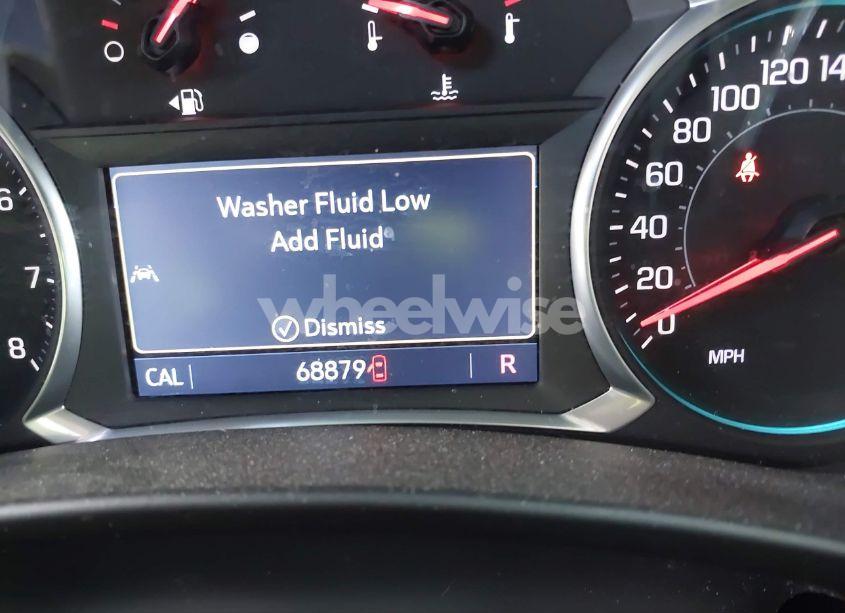 120 14
100
80
60
40
20
0
MPH
6
7
8
Washer Fluid Low
Add Fluid
Dismiss
CAL 68879 R
wheelwise